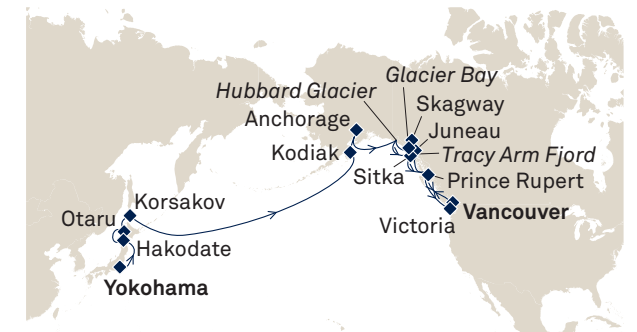 Glacier Bay
Hubbard Glacier
Skagway
Anchorage
Juneau
Kodiak
Tracy Arm Fjord
Sitka
Prince Rupert
Korsakov
Otaru
Vancouver
Victoria
Hakodate
Yokohama